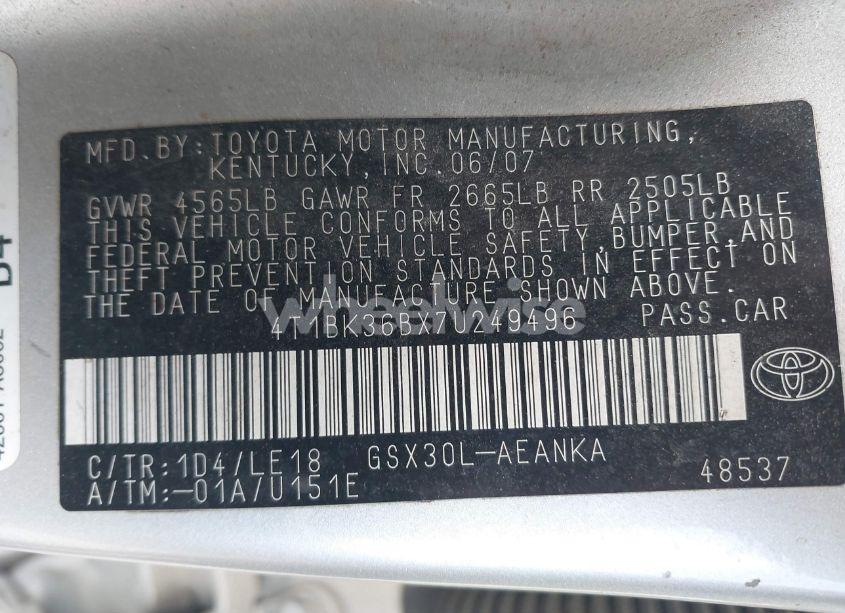 MFD. BY: TOYOTA MOTOR MANUFACTURING,
KENTUCKY, INC. 06/07
GVWR 4565LB GAWR FR 2665LB RR 2505LB
THIS VEHICLE CONFORMS TO ALL APPLICABLE
FEDERAL MOTOR VEHICLE SAFETY, BUMPER, AND
THEFT PREVENTION STANDARDS IN EFFECT ON
THE DATE OF MANUFACTURE SHOWN ABOVE.
PASS. CAR
C/TR: 1D4/LE18 GSX30L-AEANKA
A/TM: -01A/U151E 48537
wheelwise